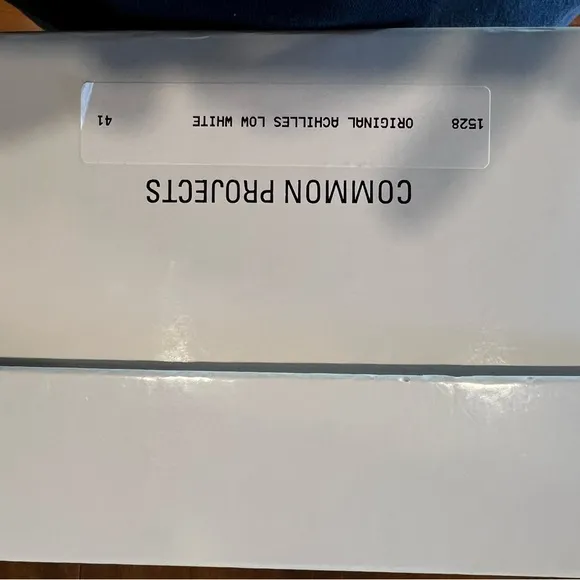 COMMON PROJECTS
1528 ORIGINAL ACHILLES LOW WHITE 41